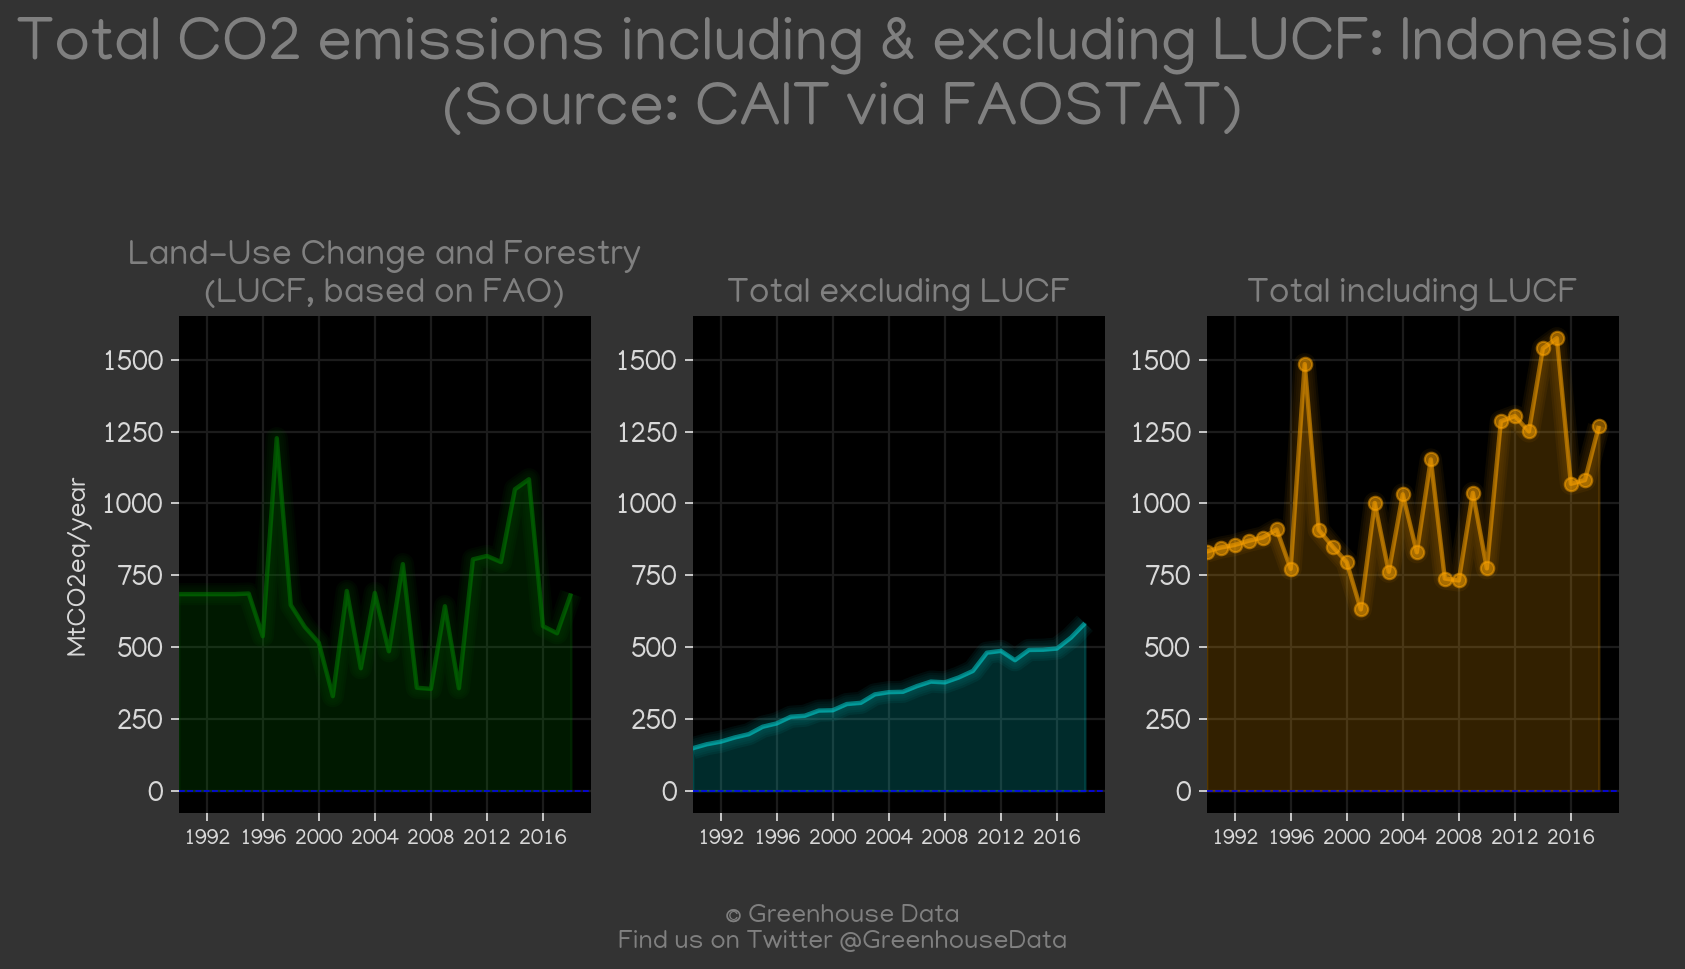 Total CO2 emissions including & excluding LUCF: Indonesia
(Source: CAIT via FAOSTAT)
Land-Use Change and Forestry
(LUCF, based on FAO)
Total excluding LUCF
Total including LUCF
MtCO2eq/year
1500
1250
1000
750
500
250
0
1992 1996 2000 2004 2008 2012 2016
1500
1250
1000
750
500
250
0
1992 1996 2000 2004 2008 2012 2016
1500
1250
1000
750
500
250
0
1992 1996 2000 2004 2008 2012 2016
© Greenhouse Data
Find us on Twitter @GreenhouseData